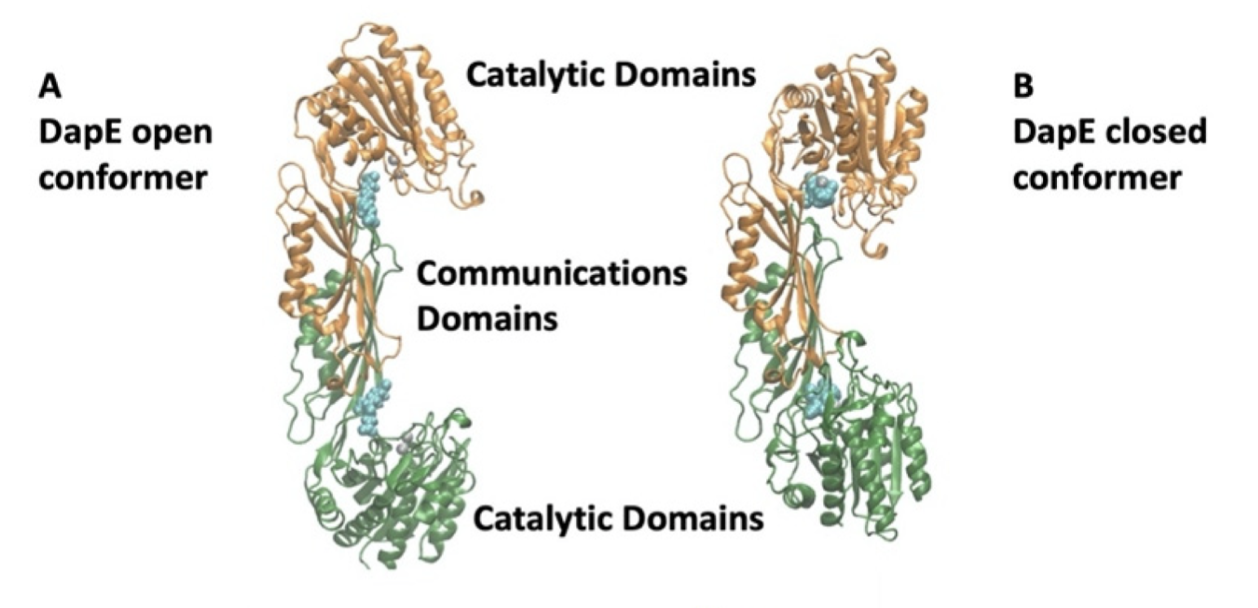 A
DapE open
conformer
Catalytic Domains
Communications
Domains
Catalytic Domains
B
DapE closed
conformer